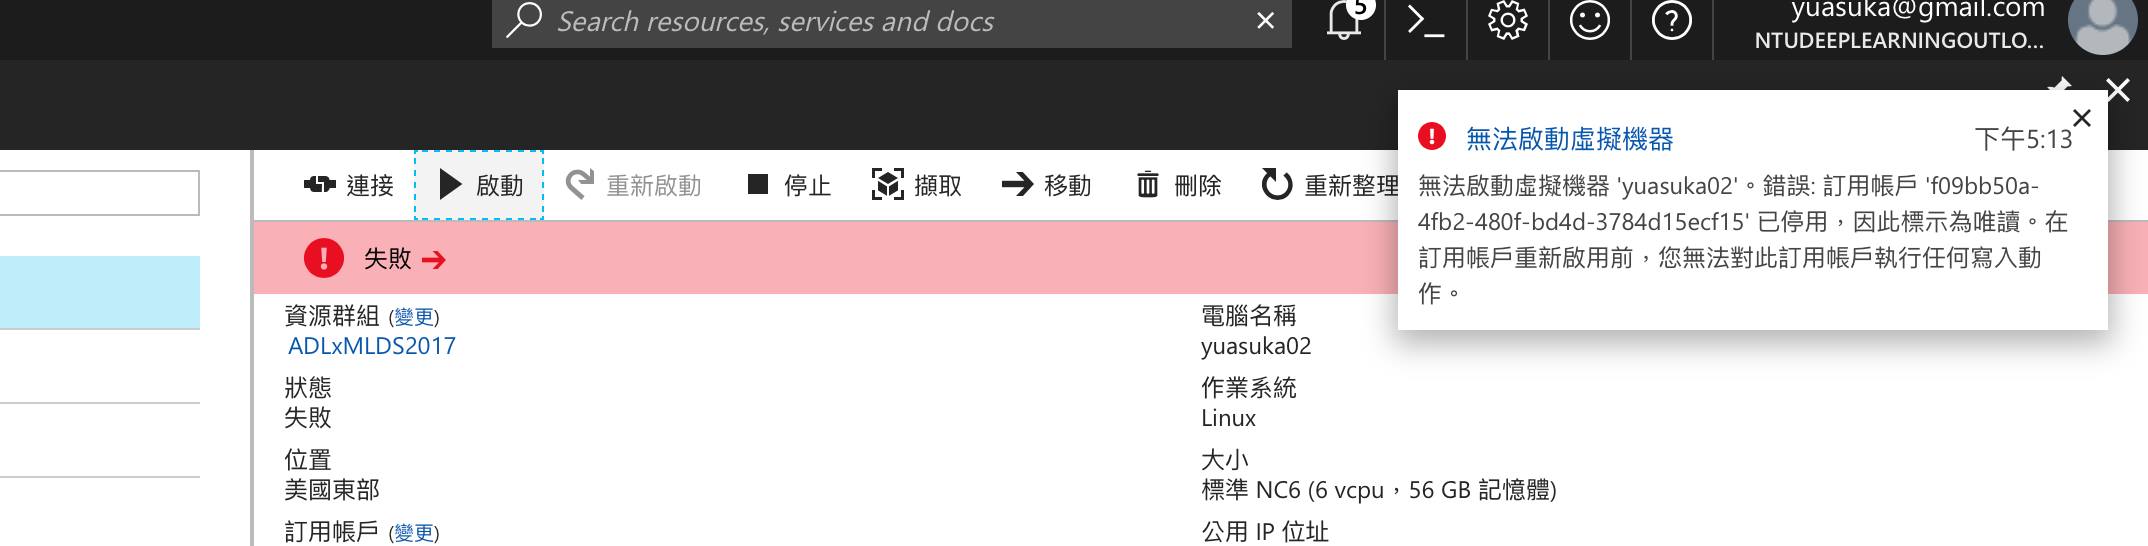 Search resources, services and docs
5
yuasuka@gmail.com
NTUDEEPLEARNINGOUTLO...
無法啟動虛擬機器
下午5:13
無法啟動虛擬機器 'yuasuka02'。錯誤: 訂用帳戶 'f09bb50a-
4fb2-480f-bd4d-3784d15ecf15' 已停用，因此標示為唯讀。在
訂用帳戶重新啟用前，您無法對此訂用帳戶執行任何寫入動
作。
連接 啟動 重新啟動 停止 擷取 移動 刪除 重新整理
失敗
資源群組 (變更)
ADLxMLDS2017
狀態
失敗
位置
美國東部
訂用帳戶 (變更)
電腦名稱
yuasuka02
作業系統
Linux
大小
標準 NC6 (6 vcpu，56 GB 記憶體)
公用 IP 位址